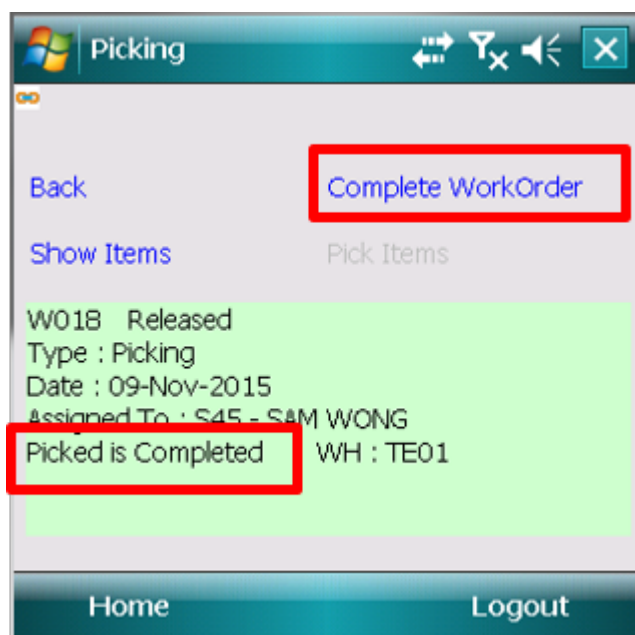 Picking
Back Complete WorkOrder
Show Items Pick Items
W018 Released
Type : Picking
Date : 09-Nov-2015
Assigned To : S45 - SAM WONG
Picked is Completed WH : TE01
Home Logout